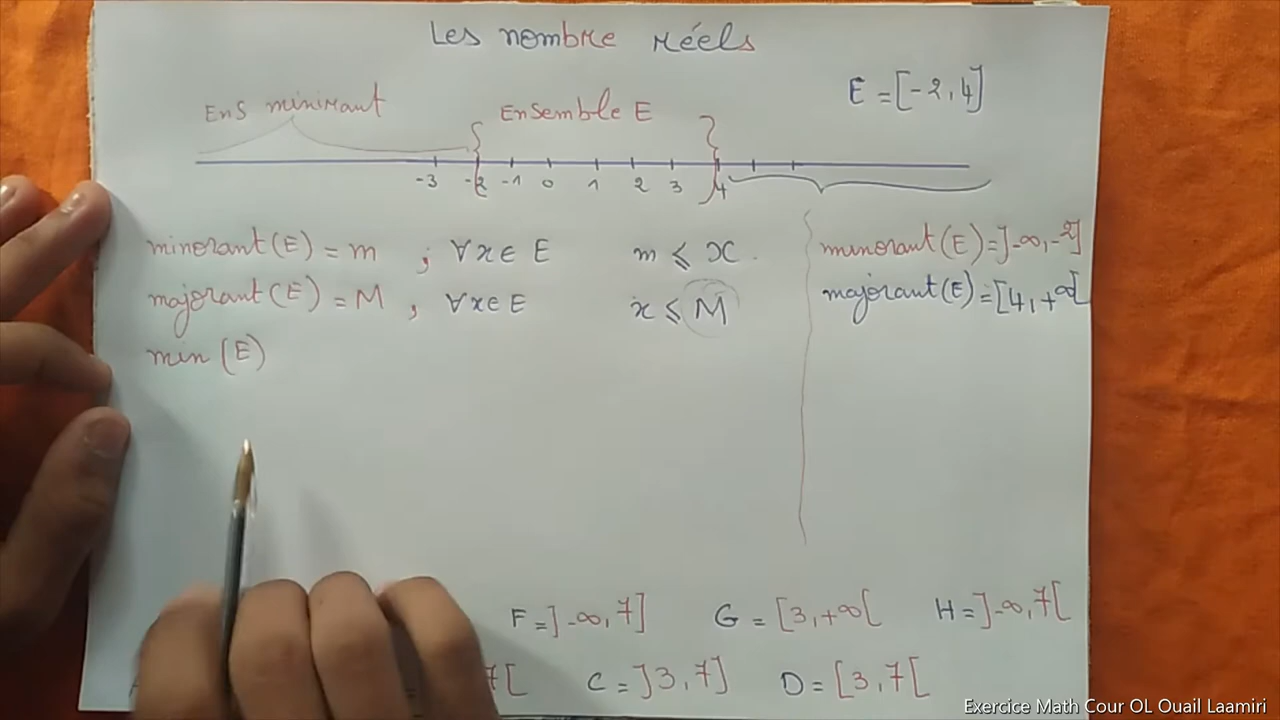 Les nombre réels
E = [-2, 4]
Ens minirant
Ensemble E
-3 -2 -1 0 1 2 3 4
minorant(E) = m ; ∀x∈E m ⩽ x
minorant(E) = ]-∞, -2]
majorant(E) = M , ∀x∈E x ⩽ M
majorant(E) = [4, +∞[
min (E)
F = ]-∞, 7] G = [3, +∞[ H = ]-∞, 7[
7[ C = ]3, 7] D = [3, 7[
Exercice Math Cour OL Ouail Laamiri